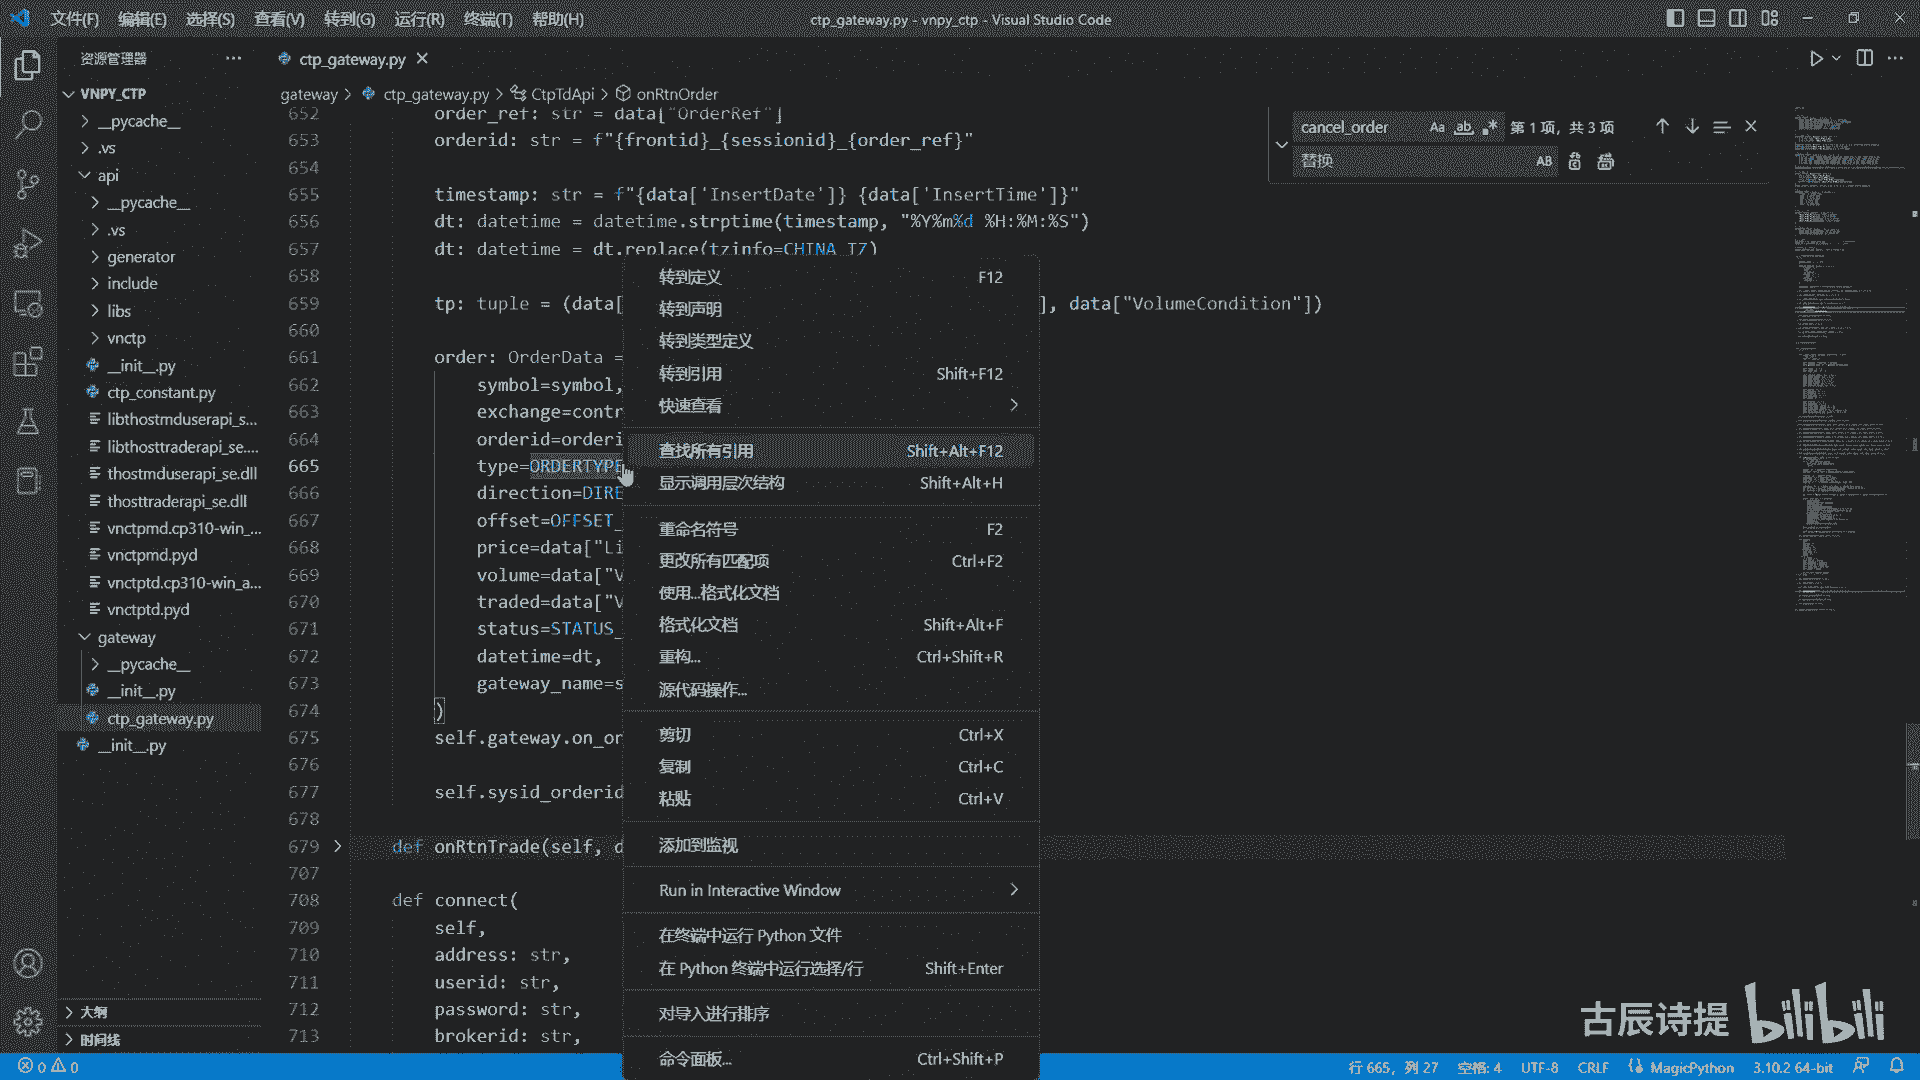 文件(F) 编辑(E) 选择(S) 查看(V) 转到(G) 运行(R) 终端(T) 帮助(H)
ctp_gateway.py - vnpy_ctp - Visual Studio Code
资源管理器
VNPY_CTP
__pycache__
.vs
api
__pycache__
.vs
generator
include
libs
vnctp
__init__.py
ctp_constant.py
libthostmduserapi_s...
libthosttraderapi_se....
thostmduserapi_se.dll
thosttraderapi_se.dll
vnctpmd.cp310-win_...
vnctpmd.pyd
vnctptd.cp310-win_a...
vnctptd.pyd
gateway
__pycache__
__init__.py
ctp_gateway.py
__init__.py
大纲
时间线
ctp_gateway.py
gateway > ctp_gateway.py > CtpTdApi > onRtnOrder
cancel_order
Aa ab .*
第 1 项，共 3 项
替换
AB
652 order_ref: str = data["OrderRef"]
653 orderid: str = f"{frontid}_{sessionid}_{order_ref}"
654
655 timestamp: str = f"{data['InsertDate']} {data['InsertTime']}"
656 dt: datetime = datetime.strptime(timestamp, "%Y%m%d %H:%M:%S")
657 dt: datetime = dt.replace(tzinfo=CHINA_TZ)
658
659 tp: tuple = (data[ ], data["VolumeCondition"])
660
661 order: OrderData =
662 symbol=symbol,
663 exchange=contr
664 orderid=orderi
665 type=ORDERTYPE
666 direction=DIRE
667 offset=OFFSET_
668 price=data["Li
669 volume=data["V
670 traded=data["V
671 status=STATUS_
672 datetime=dt,
673 gateway_name=s
674 )
675 self.gateway.on_or
676
677 self.sysid_orderid
678
679 def onRtnTrade(self, d
707
708 def connect(
709 self,
710 address: str,
711 userid: str,
712 password: str,
713 brokerid: str,
转到定义 F12
转到声明
转到类型定义
转到引用 Shift+F12
快速查看
查找所有引用 Shift+Alt+F12
显示调用层次结构 Shift+Alt+H
重命名符号 F2
更改所有匹配项 Ctrl+F2
使用...格式化文档
格式化文档 Shift+Alt+F
重构... Ctrl+Shift+R
源代码操作...
剪切 Ctrl+X
复制 Ctrl+C
粘贴 Ctrl+V
添加到监视
Run in Interactive Window
在终端中运行 Python 文件
在 Python 终端中运行选择/行 Shift+Enter
对导入进行排序
命令面板... Ctrl+Shift+P
古辰诗提 bilibili
0 0
行 665，列 27 空格: 4 UTF-8 CRLF MagicPython 3.10.2 64-bit